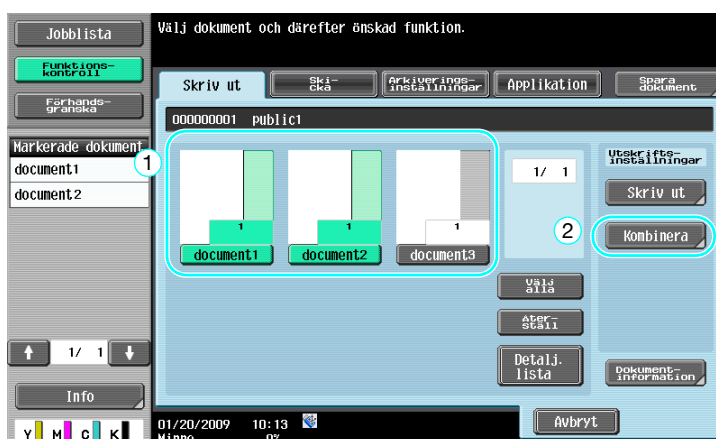 Jobblista
Funktions-
kontroll
Förhands-
granska
Markerade dokument
document1
document2
1/ 1
Info
Y M C K
Välj dokument och därefter önskad funktion.
Skriv ut
Ski-
cka
Arkiverings-
inställningar
Applikation
Spara
dokument
000000001 public1
1
1
1
1
document1
document2
document3
1/ 1
Välj
alla
Åter-
ställ
Detalj.
lista
Utskrifts-
inställningar
Skriv ut
2
Kombinera
Dokument-
information
01/20/2009 10:13
Minne 0%
Avbryt